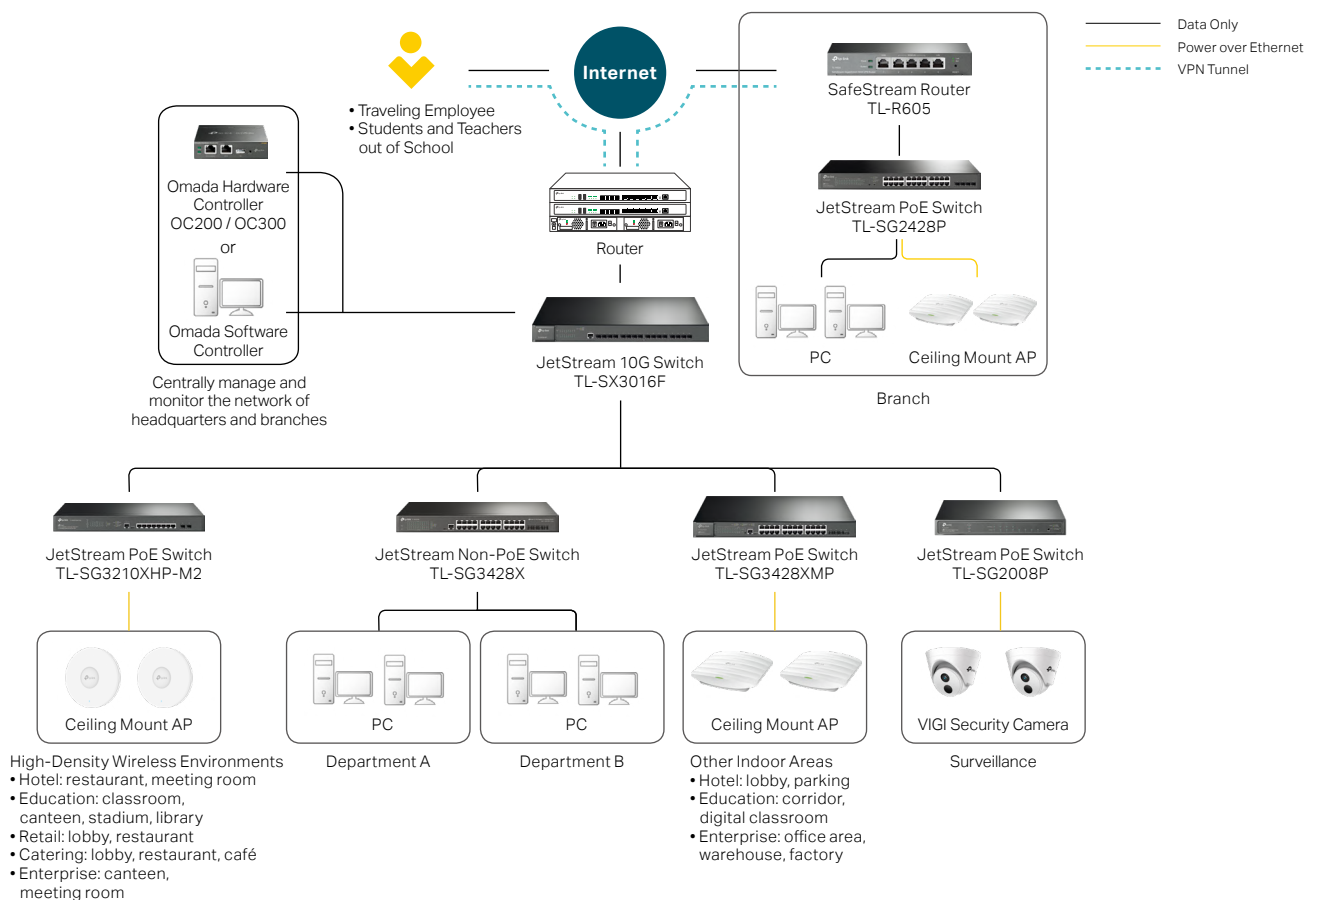 Data Only
Power over Ethernet
VPN Tunnel
Internet
• Traveling Employee
• Students and Teachers
out of School
SafeStream Router
TL-R605
JetStream PoE Switch
TL-SG2428P
PC
Ceiling Mount AP
Branch
Omada Hardware
Controller
OC200 / OC300
or
Omada Software
Controller
Centrally manage and
monitor the network of
headquarters and branches
Router
JetStream 10G Switch
TL-SX3016F
JetStream PoE Switch
TL-SG3210XHP-M2
JetStream Non-PoE Switch
TL-SG3428X
JetStream PoE Switch
TL-SG3428XMP
JetStream PoE Switch
TL-SG2008P
Ceiling Mount AP
PC
PC
Ceiling Mount AP
VIGI Security Camera
High-Density Wireless Environments
• Hotel: restaurant, meeting room
• Education: classroom,
canteen, stadium, library
• Retail: lobby, restaurant
• Catering: lobby, restaurant, café
• Enterprise: canteen,
meeting room
Department A
Department B
Other Indoor Areas
• Hotel: lobby, parking
• Education: corridor,
digital classroom
• Enterprise: office area,
warehouse, factory
Surveillance